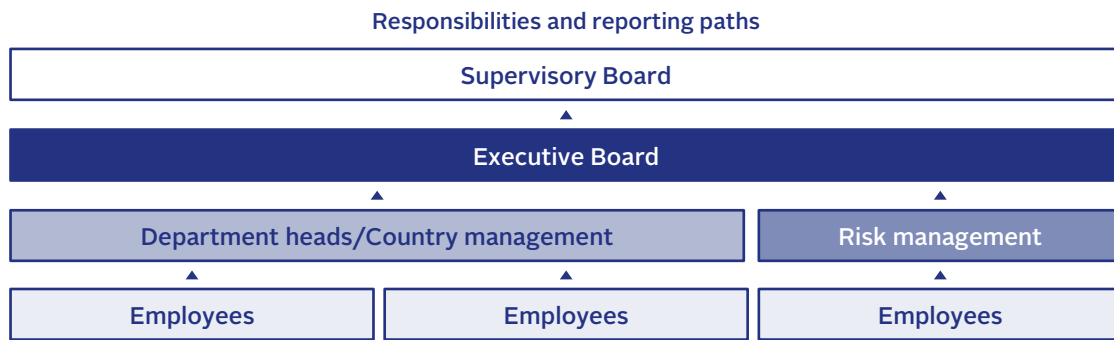 Responsibilities and reporting paths
Supervisory Board
Executive Board
Department heads/Country management
Risk management
Employees
Employees
Employees